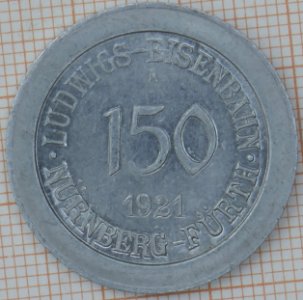 · LUDWIGS-EISENBAHN ·
150
1921
NÜRNBERG-FÜRTH